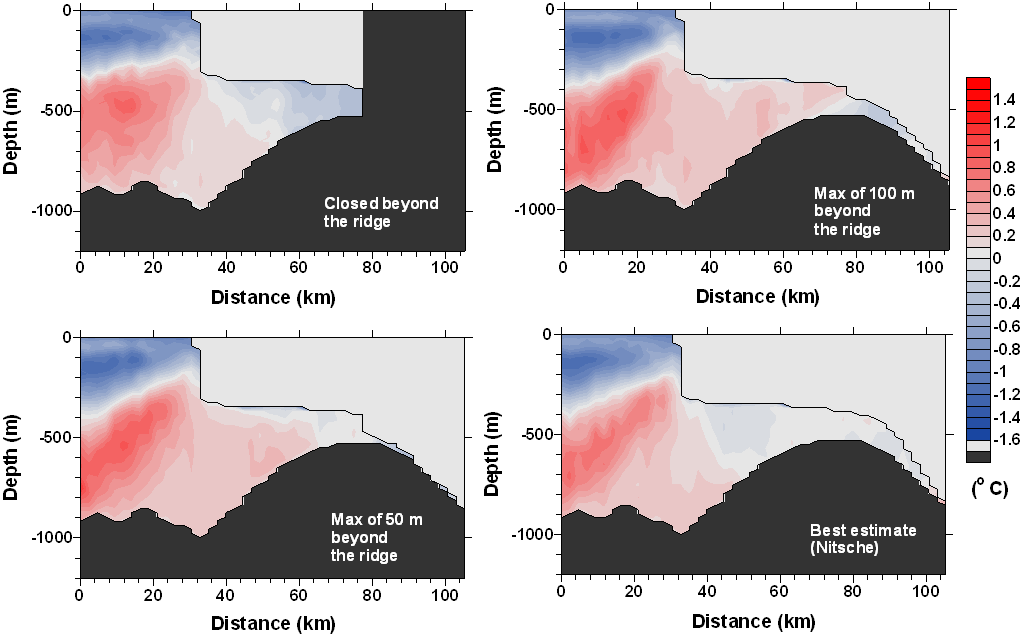 0
-500
-1000
Depth (m)
Closed beyond
the ridge
0 20 40 60 80 100
Distance (km)
0
-500
-1000
Depth (m)
Max of 100 m
beyond
the ridge
0 20 40 60 80 100
Distance (km)
0
-500
-1000
Depth (m)
Max of 50 m
beyond
the ridge
0 20 40 60 80 100
Distance (km)
0
-500
-1000
Depth (m)
Best estimate
(Nitsche)
0 20 40 60 80 100
Distance (km)
1.4
1.2
1
0.8
0.6
0.4
0.2
0
-0.2
-0.4
-0.6
-0.8
-1
-1.2
-1.4
-1.6
(° C)